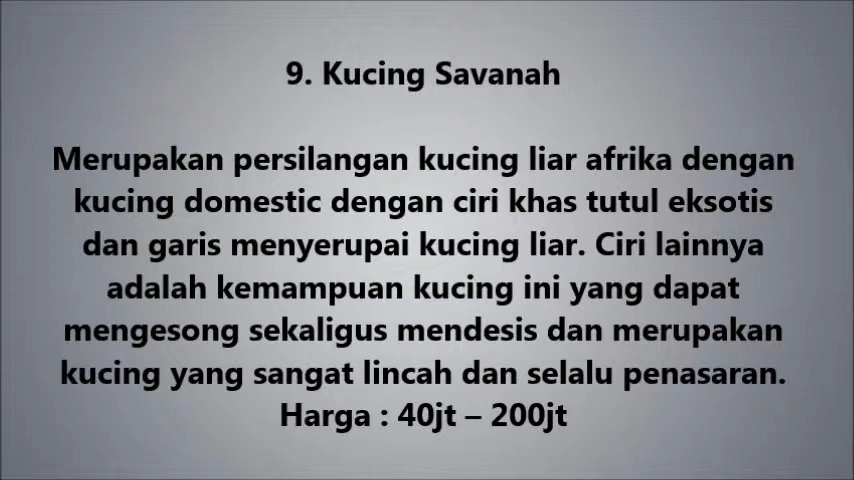 9. Kucing Savanah
Merupakan persilangan kucing liar afrika dengan
kucing domestic dengan ciri khas tutul eksotis
dan garis menyerupai kucing liar. Ciri lainnya
adalah kemampuan kucing ini yang dapat
mengesong sekaligus mendesis dan merupakan
kucing yang sangat lincah dan selalu penasaran.
Harga : 40jt – 200jt